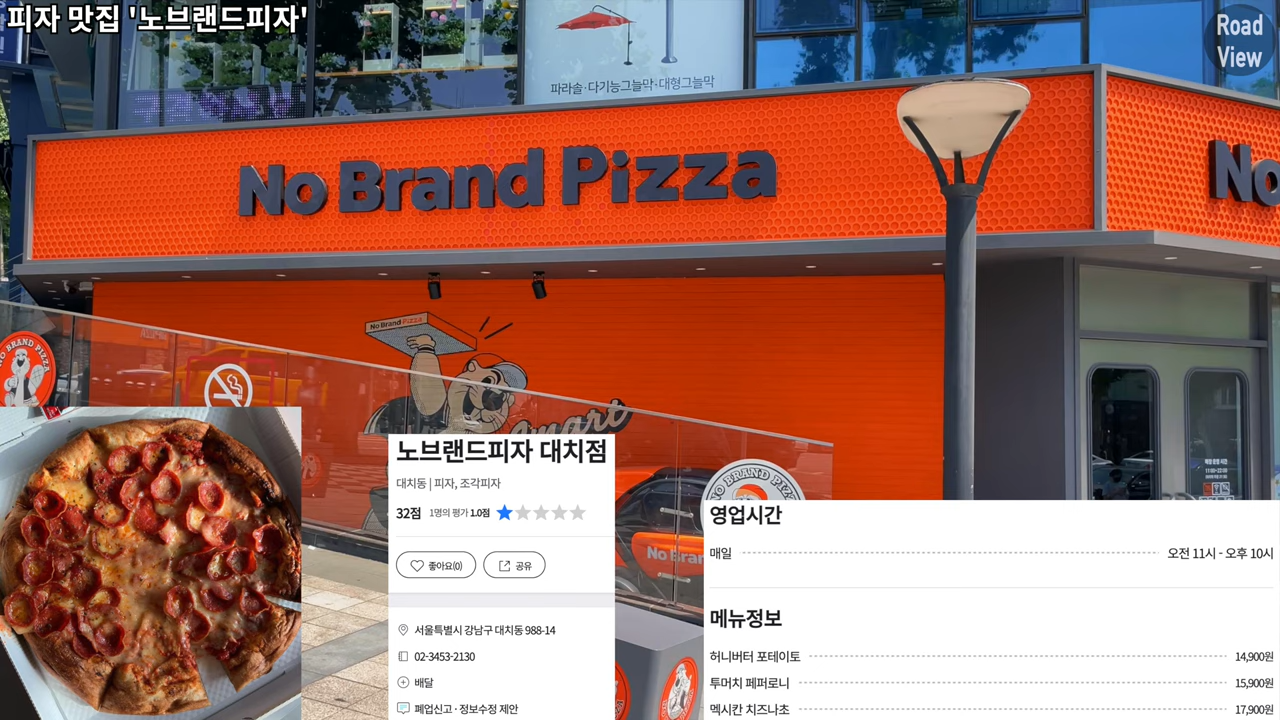 피자 맛집 '노브랜드피자'
Road
View
파라솔·다기능그늘막·대형그늘막
No Brand Pizza
No
No Brand Pizza
NO BRAND PIZZA
smart
NO BRAND PIZZA
No Bra
노브랜드피자 대치점
대치동 | 피자, 조각피자
32점 1명의 평가 1.0점
좋아요(0) 공유
서울특별시 강남구 대치동 988-14
02-3453-2130
배달
폐업신고 · 정보수정 제안
영업시간
매일 오전 11시 - 오후 10시
메뉴정보
허니버터 포테이토 14,900원
투머치 페퍼로니 15,900원
멕시칸 치즈나초 17,900원